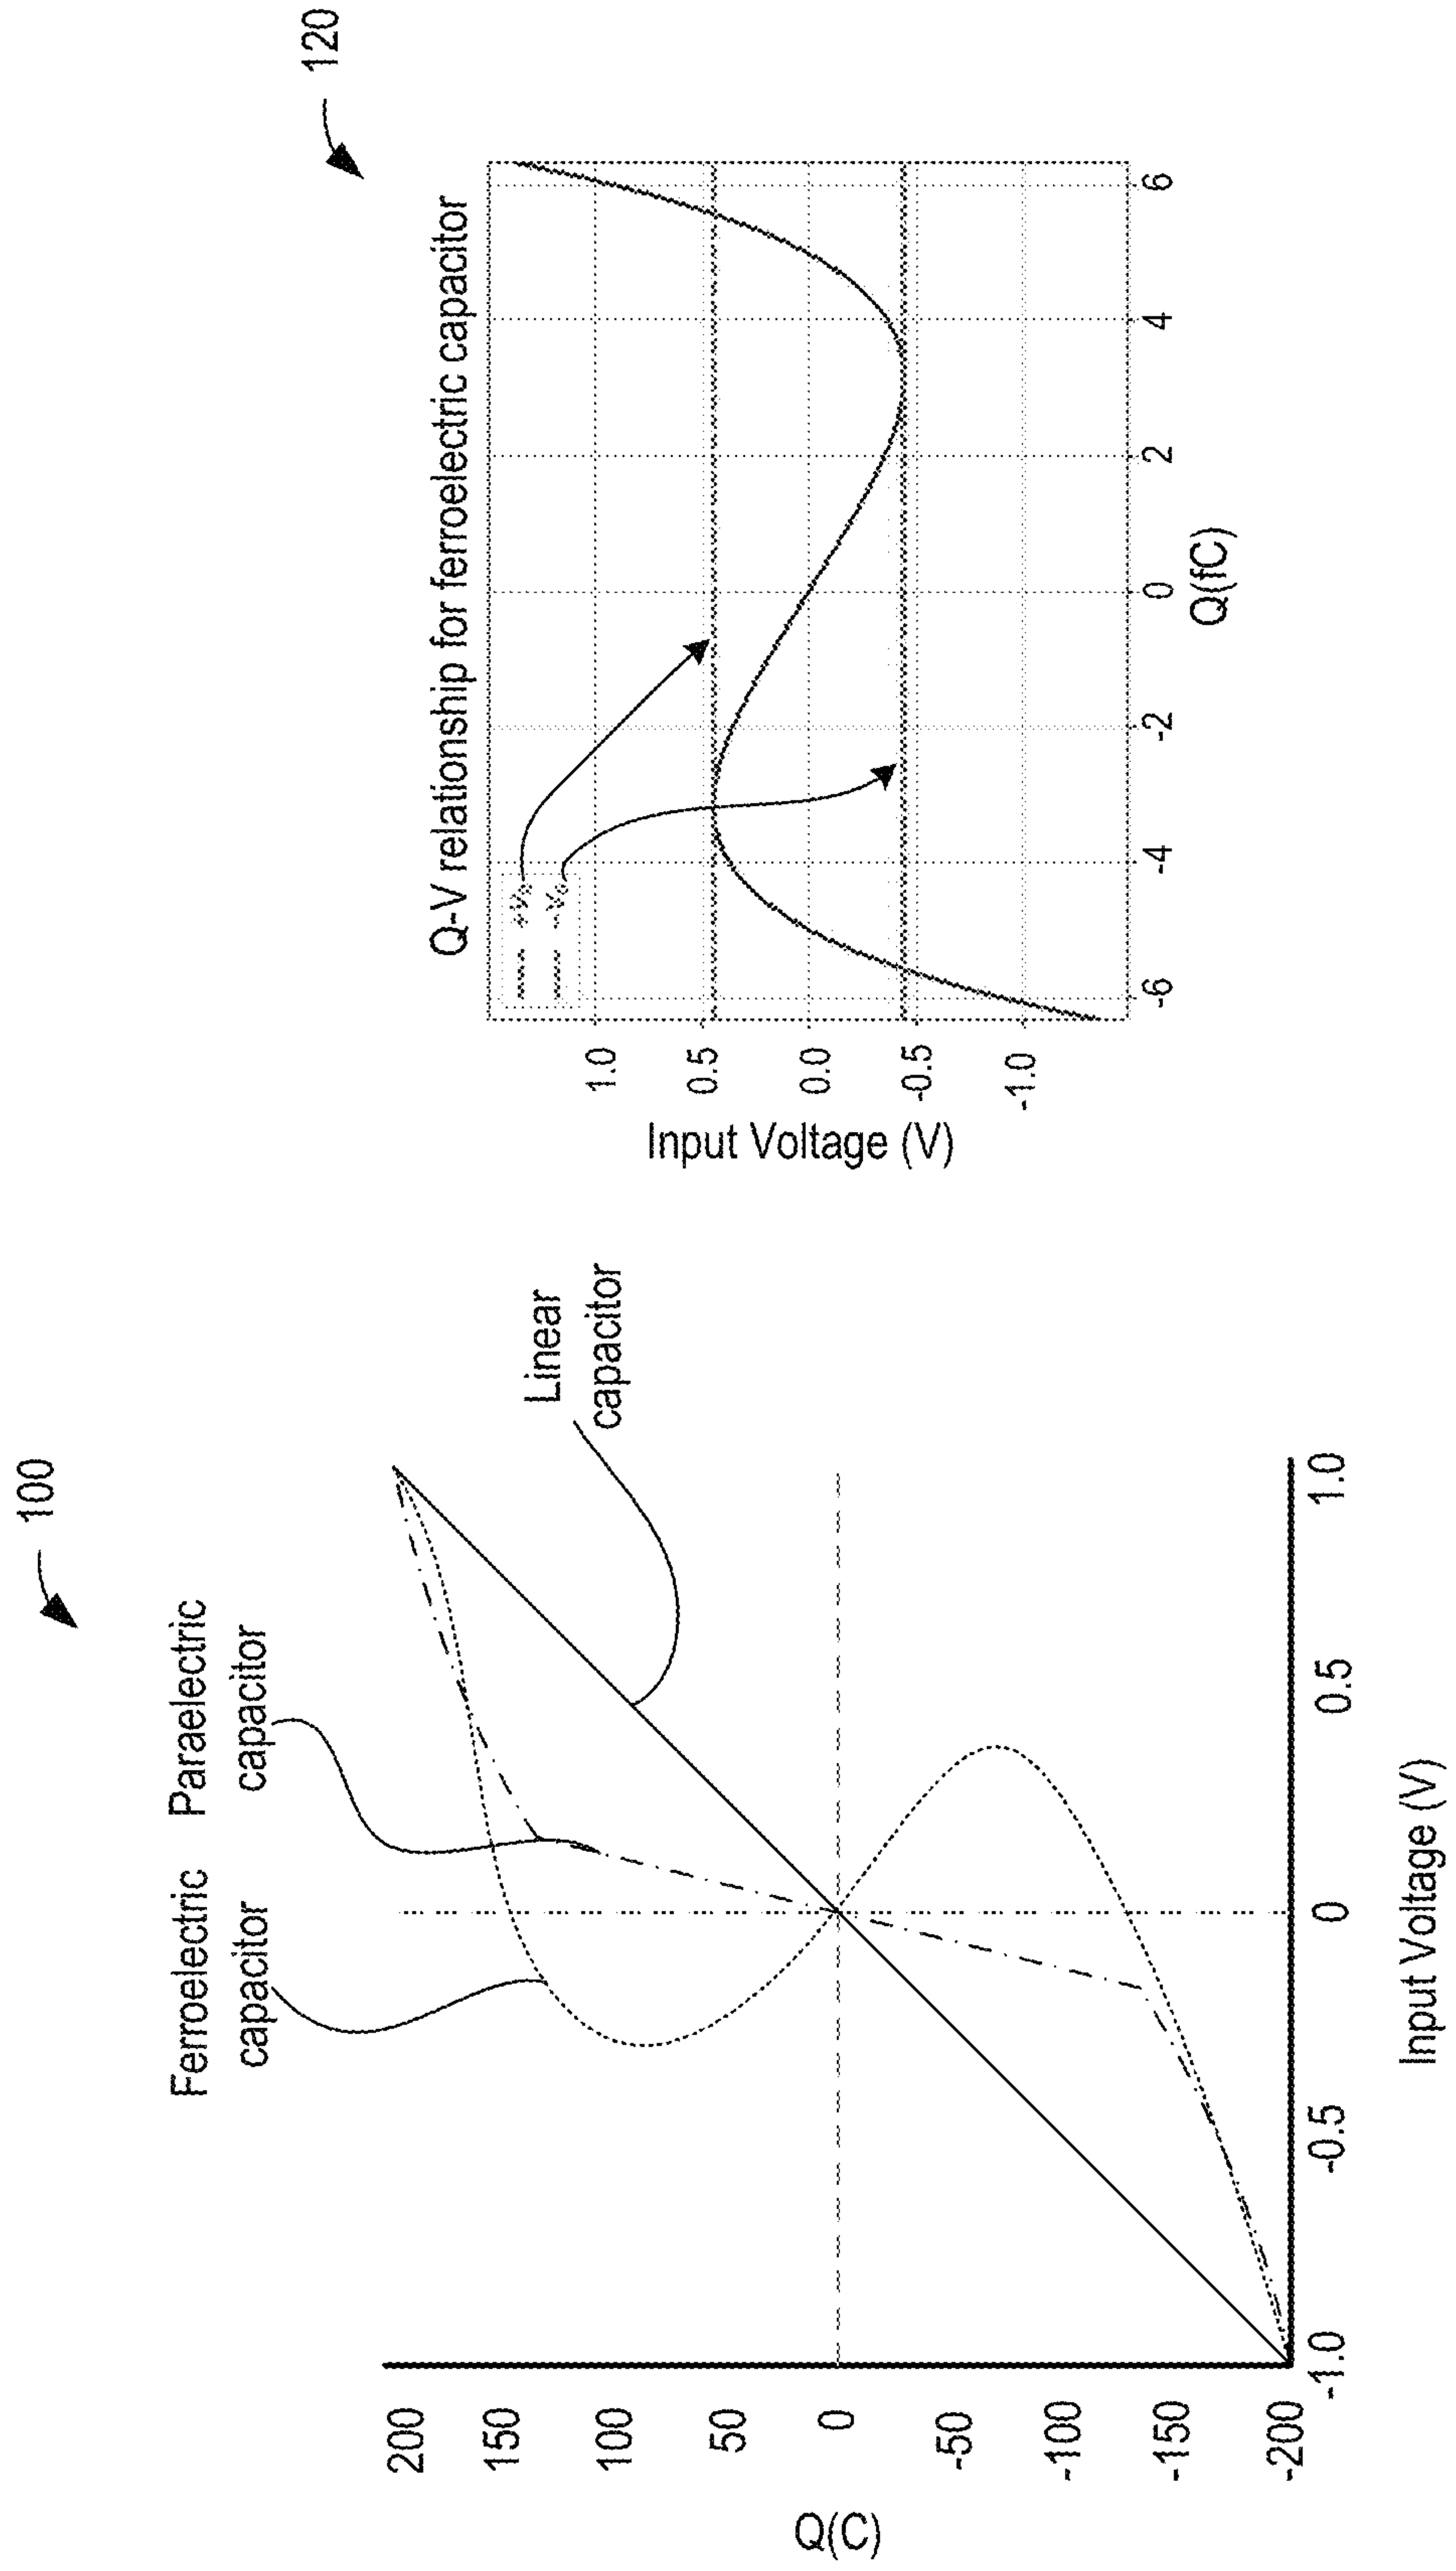 100
Ferroelectric
capacitor
Paraelectric
capacitor
Linear
capacitor
Q(C)
200
150
100
50
0
-50
-100
-150
-200
-1.0
-0.5
0
0.5
1.0
Input Voltage (V)
120
Q-V relationship for ferroelectric capacitor
Input Voltage (V)
1.0
0.5
0.0
-0.5
-1.0
-6
-4
-2
0
2
4
6
Q(fC)